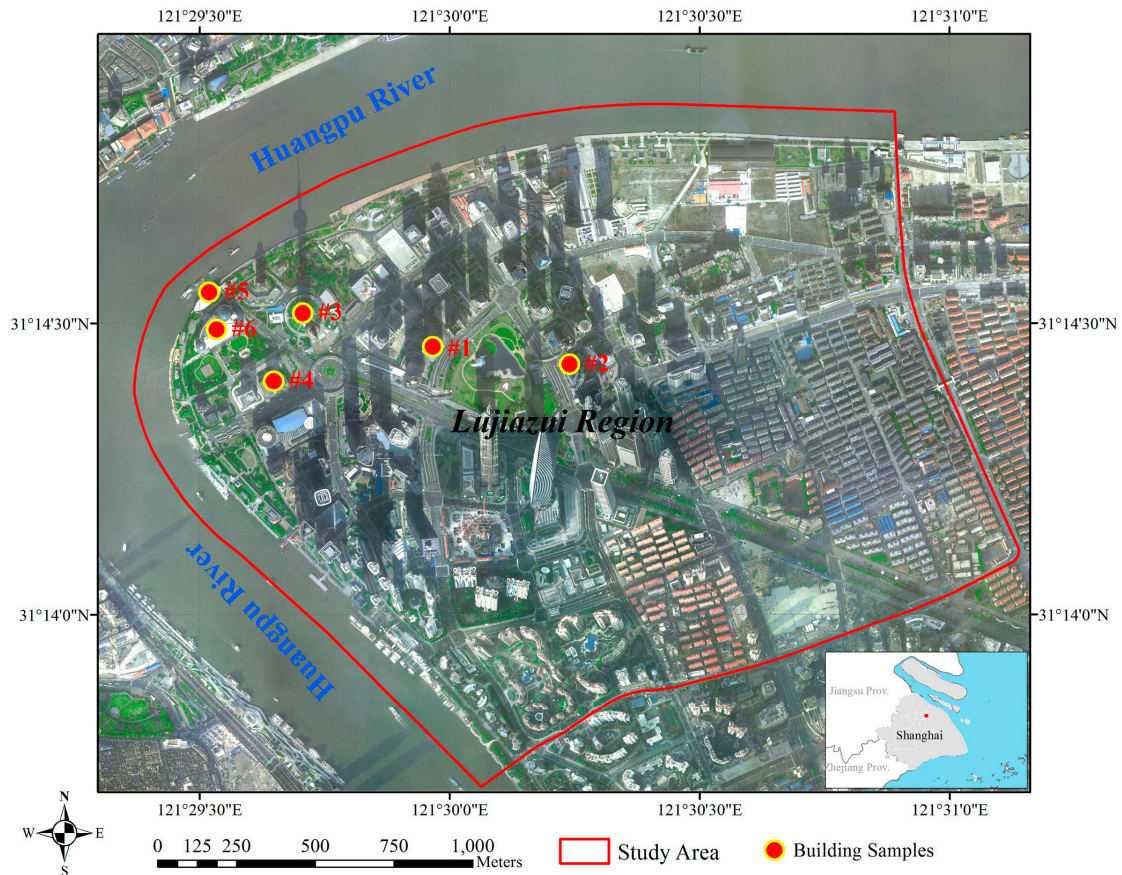 121°29'30"E
121°30'0"E
121°30'30"E
121°31'0"E
Huangpu River
#5
#3
#6
31°14'30"N
31°14'30"N
#1
#2
#4
Lujiazui Region
Huangpu River
31°14'0"N
31°14'0"N
Jiangsu Prov.
Shanghai
Zhejiang Prov.
121°29'30"E
121°30'0"E
121°30'30"E
121°31'0"E
N
W
E
S
0 125 250 500 750 1,000
Meters
Study Area
Building Samples